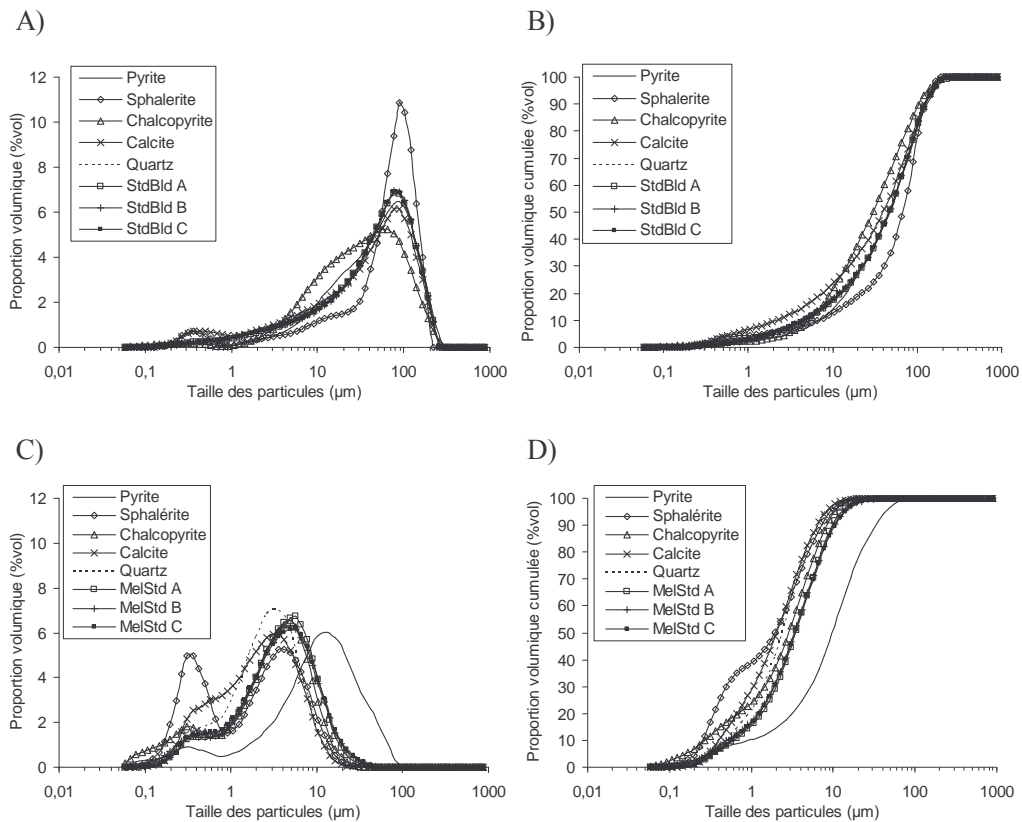 A)
Proportion volumique (%vol)
12
10
8
6
4
2
0
Pyrite
Sphalerite
Chalcopyrite
Calcite
Quartz
StdBld A
StdBld B
StdBld C
0,01 0,1 1 10 100 1000
Taille des particules (µm)
B)
Proportion volumique cumulée (%vol)
100
90
80
70
60
50
40
30
20
10
0
Pyrite
Sphalerite
Chalcopyrite
Calcite
Quartz
StdBld A
StdBld B
StdBld C
0,01 0,1 1 10 100 1000
Taille des particules (µm)
C)
Proportion volumique (%vol)
12
10
8
6
4
2
0
Pyrite
Sphalérite
Chalcopyrite
Calcite
Quartz
MelStd A
MelStd B
MelStd C
0,01 0,1 1 10 100 1000
Taille des particules (µm)
D)
Proportion volumique cumulée (%vol)
100
90
80
70
60
50
40
30
20
10
0
Pyrite
Sphalérite
Chalcopyrite
Calcite
Quartz
MelStd A
MelStd B
MelStd C
0,01 0,1 1 10 100 1000
Taille des particules (µm)